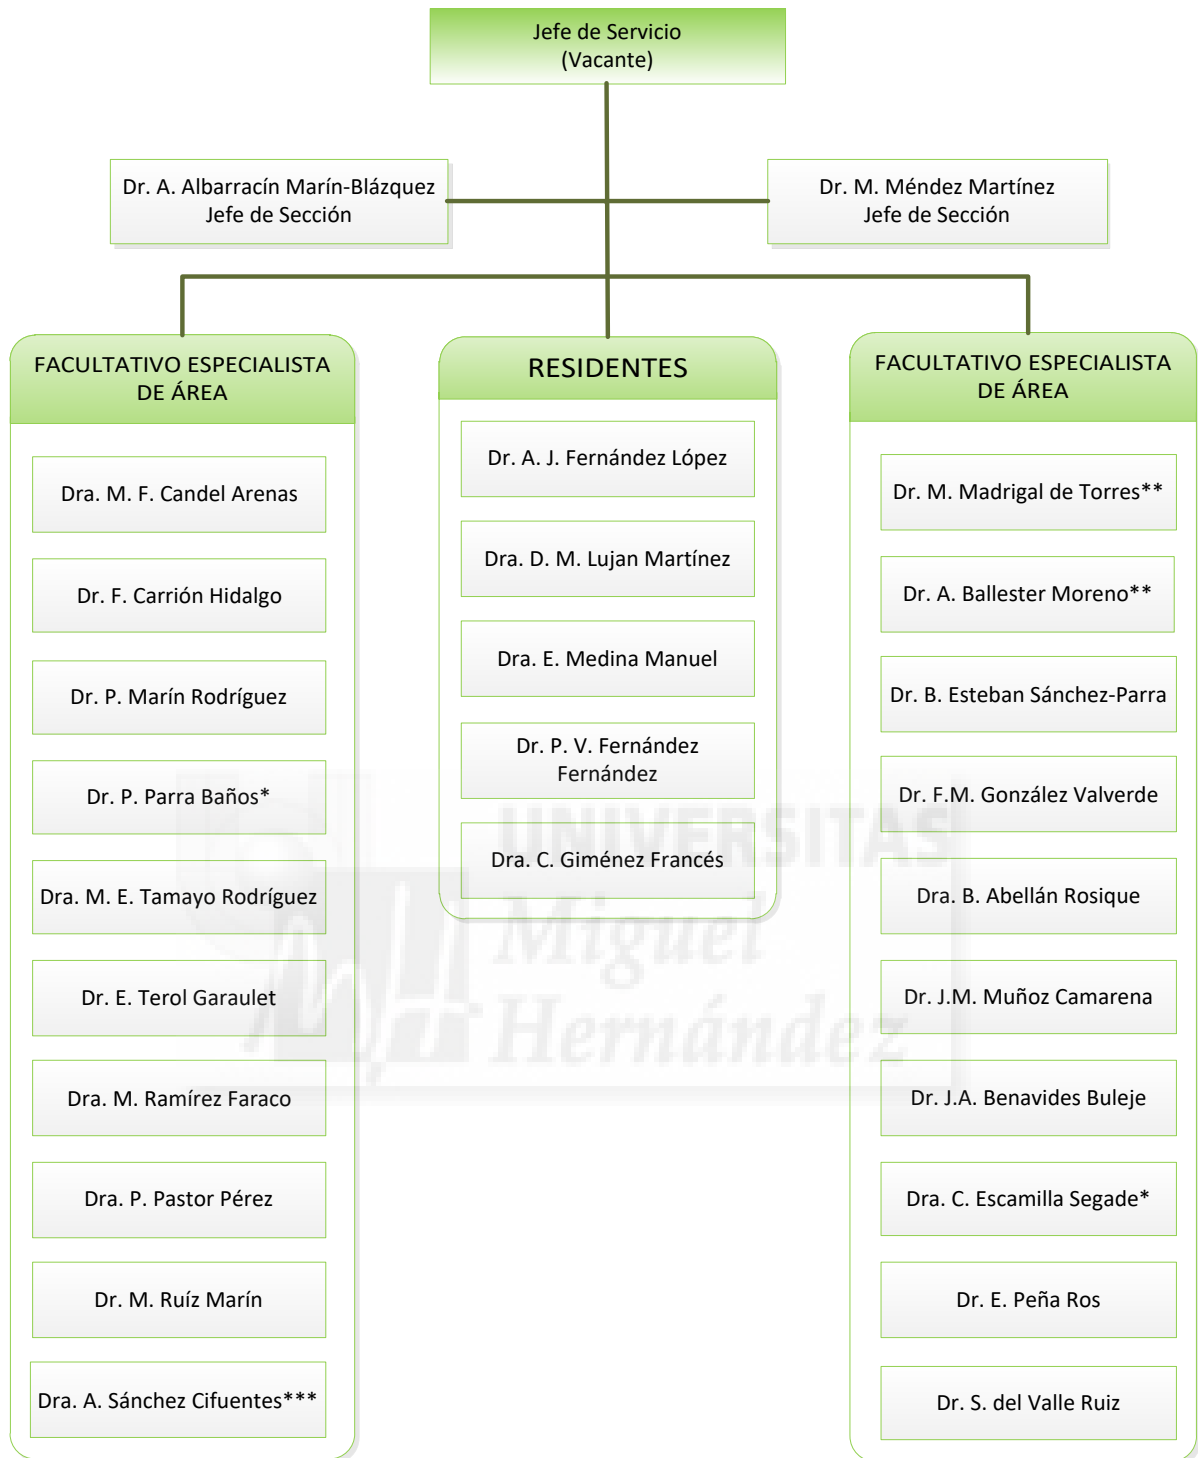 Jefe de Servicio
(Vacante)
Dr. A. Albarracín Marín-Blázquez
Jefe de Sección
Dr. M. Méndez Martínez
Jefe de Sección
FACULTATIVO ESPECIALISTA
DE ÁREA
Dra. M. F. Candel Arenas
Dr. F. Carrión Hidalgo
Dr. P. Marín Rodríguez
Dr. P. Parra Baños*
Dra. M. E. Tamayo Rodríguez
Dr. E. Terol Garaulet
Dra. M. Ramírez Faraco
Dra. P. Pastor Pérez
Dr. M. Ruíz Marín
Dra. A. Sánchez Cifuentes***
RESIDENTES
Dr. A. J. Fernández López
Dra. D. M. Lujan Martínez
Dra. E. Medina Manuel
Dr. P. V. Fernández
Fernández
Dra. C. Giménez Francés
FACULTATIVO ESPECIALISTA
DE ÁREA
Dr. M. Madrigal de Torres**
Dr. A. Ballester Moreno**
Dr. B. Esteban Sánchez-Parra
Dr. F.M. González Valverde
Dra. B. Abellán Rosique
Dr. J.M. Muñoz Camarena
Dr. J.A. Benavides Buleje
Dra. C. Escamilla Segade*
Dr. E. Peña Ros
Dr. S. del Valle Ruiz
UNIVERSITAS
Miguel
Hernández